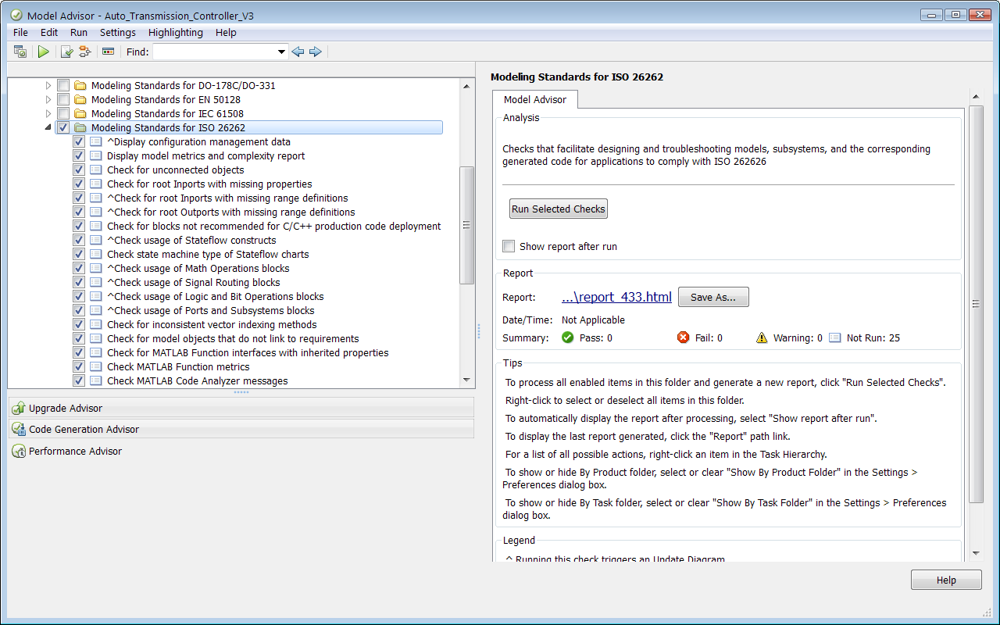 Model Advisor - Auto_Transmission_Controller_V3
File Edit Run Settings Highlighting Help
Find:
Modeling Standards for DO-178C/DO-331
Modeling Standards for EN 50128
Modeling Standards for IEC 61508
Modeling Standards for ISO 26262
^Display configuration management data
Display model metrics and complexity report
Check for unconnected objects
Check for root Inports with missing properties
^Check for root Inports with missing range definitions
^Check for root Outports with missing range definitions
Check for blocks not recommended for C/C++ production code deployment
^Check usage of Stateflow constructs
Check state machine type of Stateflow charts
^Check usage of Math Operations blocks
^Check usage of Signal Routing blocks
^Check usage of Logic and Bit Operations blocks
^Check usage of Ports and Subsystems blocks
Check for inconsistent vector indexing methods
Check for model objects that do not link to requirements
Check for MATLAB Function interfaces with inherited properties
Check MATLAB Function metrics
Check MATLAB Code Analyzer messages
Upgrade Advisor
Code Generation Advisor
Performance Advisor
Modeling Standards for ISO 26262
Model Advisor
Analysis
Checks that facilitate designing and troubleshooting models, subsystems, and the corresponding
generated code for applications to comply with ISO 262626
Run Selected Checks
Show report after run
Report
Report: ...\report_433.html Save As...
Date/Time: Not Applicable
Summary: Pass: 0 Fail: 0 Warning: 0 Not Run: 25
Tips
To process all enabled items in this folder and generate a new report, click "Run Selected Checks".
Right-click to select or deselect all items in this folder.
To automatically display the report after processing, select "Show report after run".
To display the last report generated, click the "Report" path link.
For a list of all possible actions, right-click an item in the Task Hierarchy.
To show or hide By Product folder, select or clear "Show By Product Folder" in the Settings >
Preferences dialog box.
To show or hide By Task folder, select or clear "Show By Task Folder" in the Settings > Preferences
dialog box.
Legend
^ Running this check triggers an Update Diagram
Help